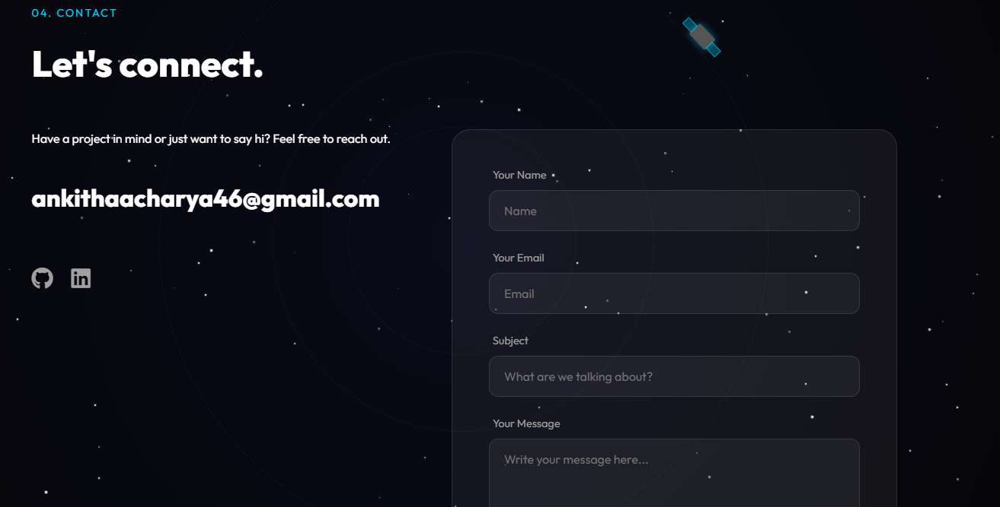 04. CONTACT
Let's connect.
Have a project in mind or just want to say hi? Feel free to reach out.
ankithaacharya46@gmail.com
in
Your Name
Name
Your Email
Email
Subject
What are we talking about?
Your Message
Write your message here...